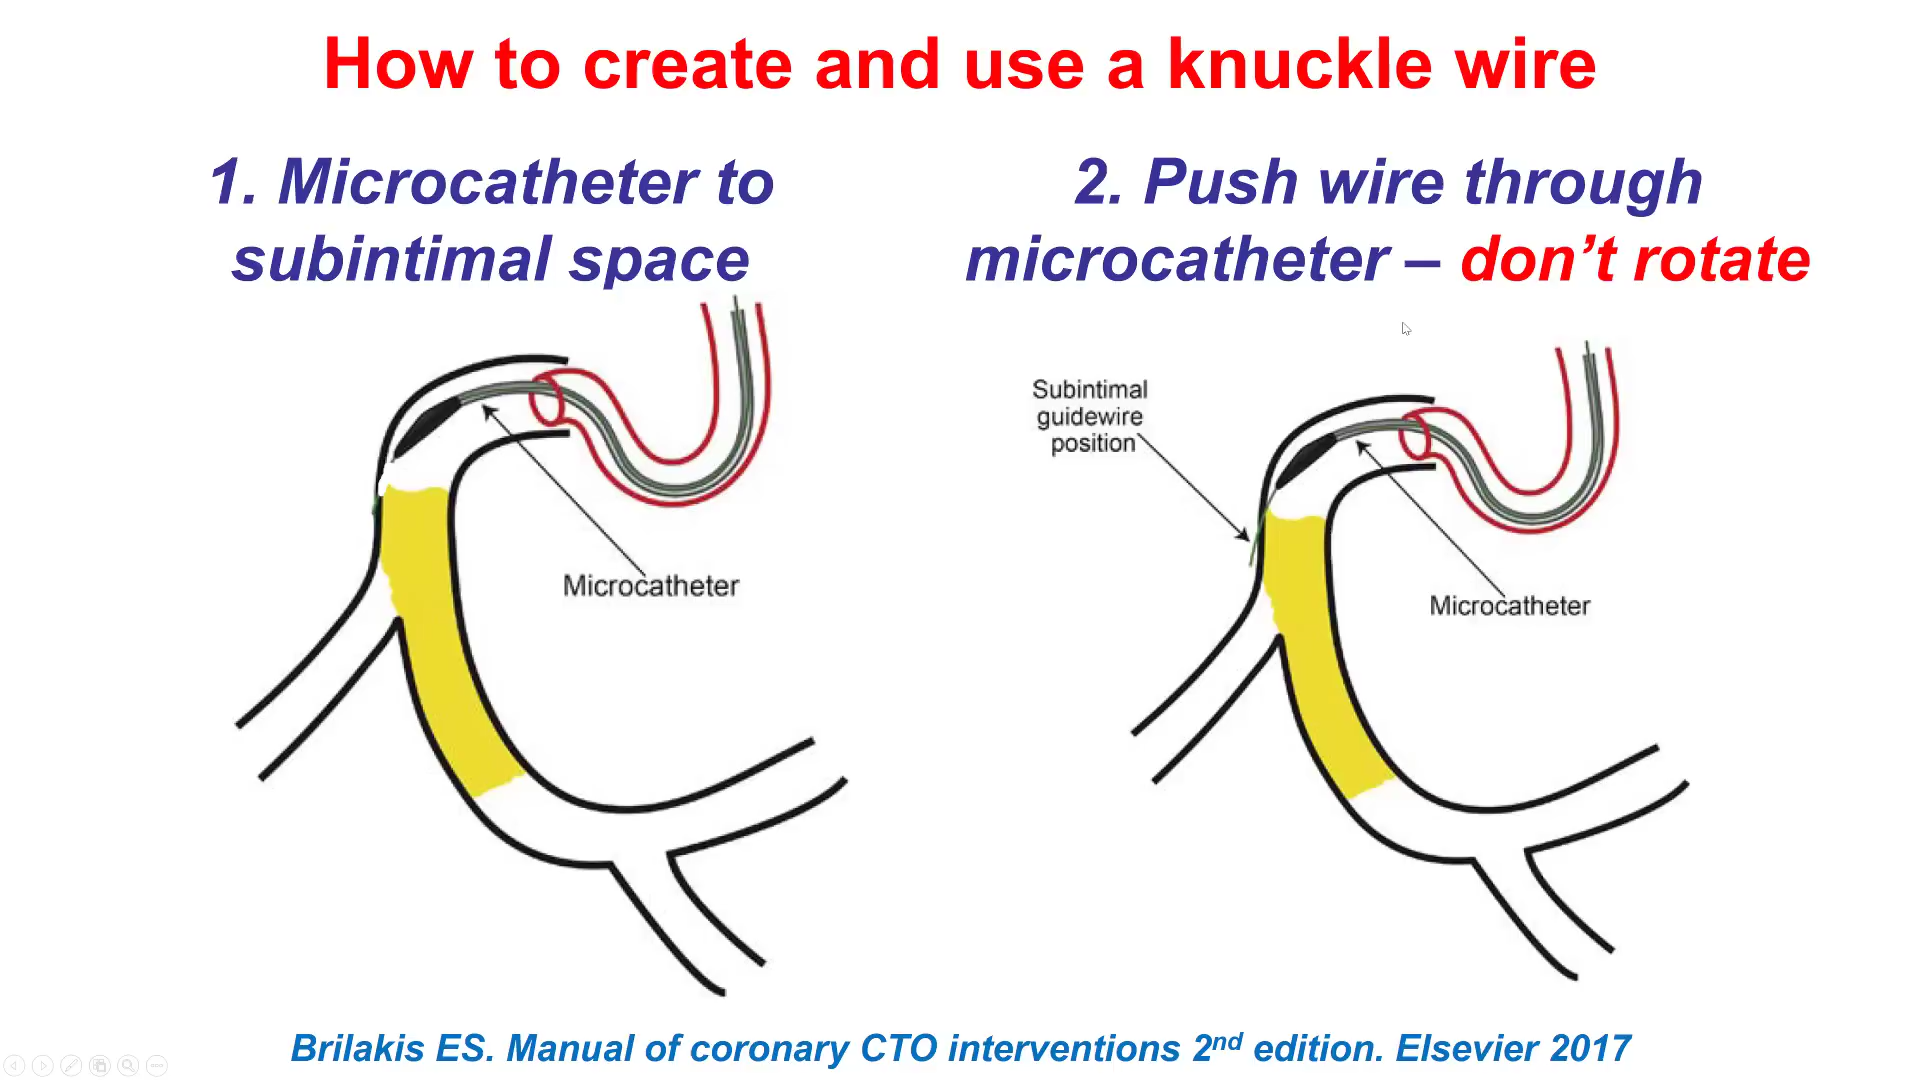 How to create and use a knuckle wire
1. Microcatheter to
subintimal space
2. Push wire through
microcatheter – don’t rotate
Microcatheter
Subintimal
guidewire
position
Microcatheter
Brilakis ES. Manual of coronary CTO interventions 2nd edition. Elsevier 2017